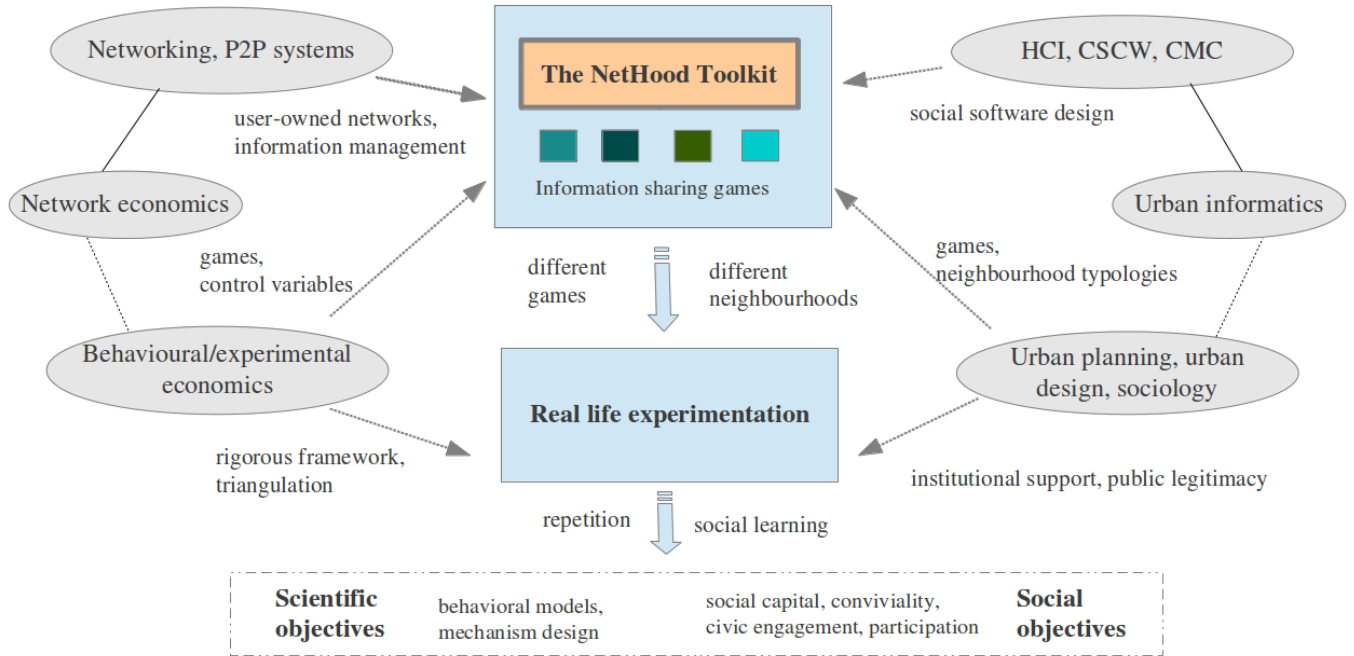 Networking, P2P systems
The NetHood Toolkit
HCI, CSCW, CMC
user-owned networks,
information management
social software design
Information sharing games
Network economics
Urban informatics
games,
control variables
different
games
different
neighbourhoods
games,
neighbourhood typologies
Behavioural/experimental
economics
Real life experimentation
Urban planning, urban
design, sociology
rigorous framework,
triangulation
institutional support, public legitimacy
repetition
social learning
Scientific
objectives
behavioral models,
mechanism design
social capital, conviviality,
civic engagement, participation
Social
objectives